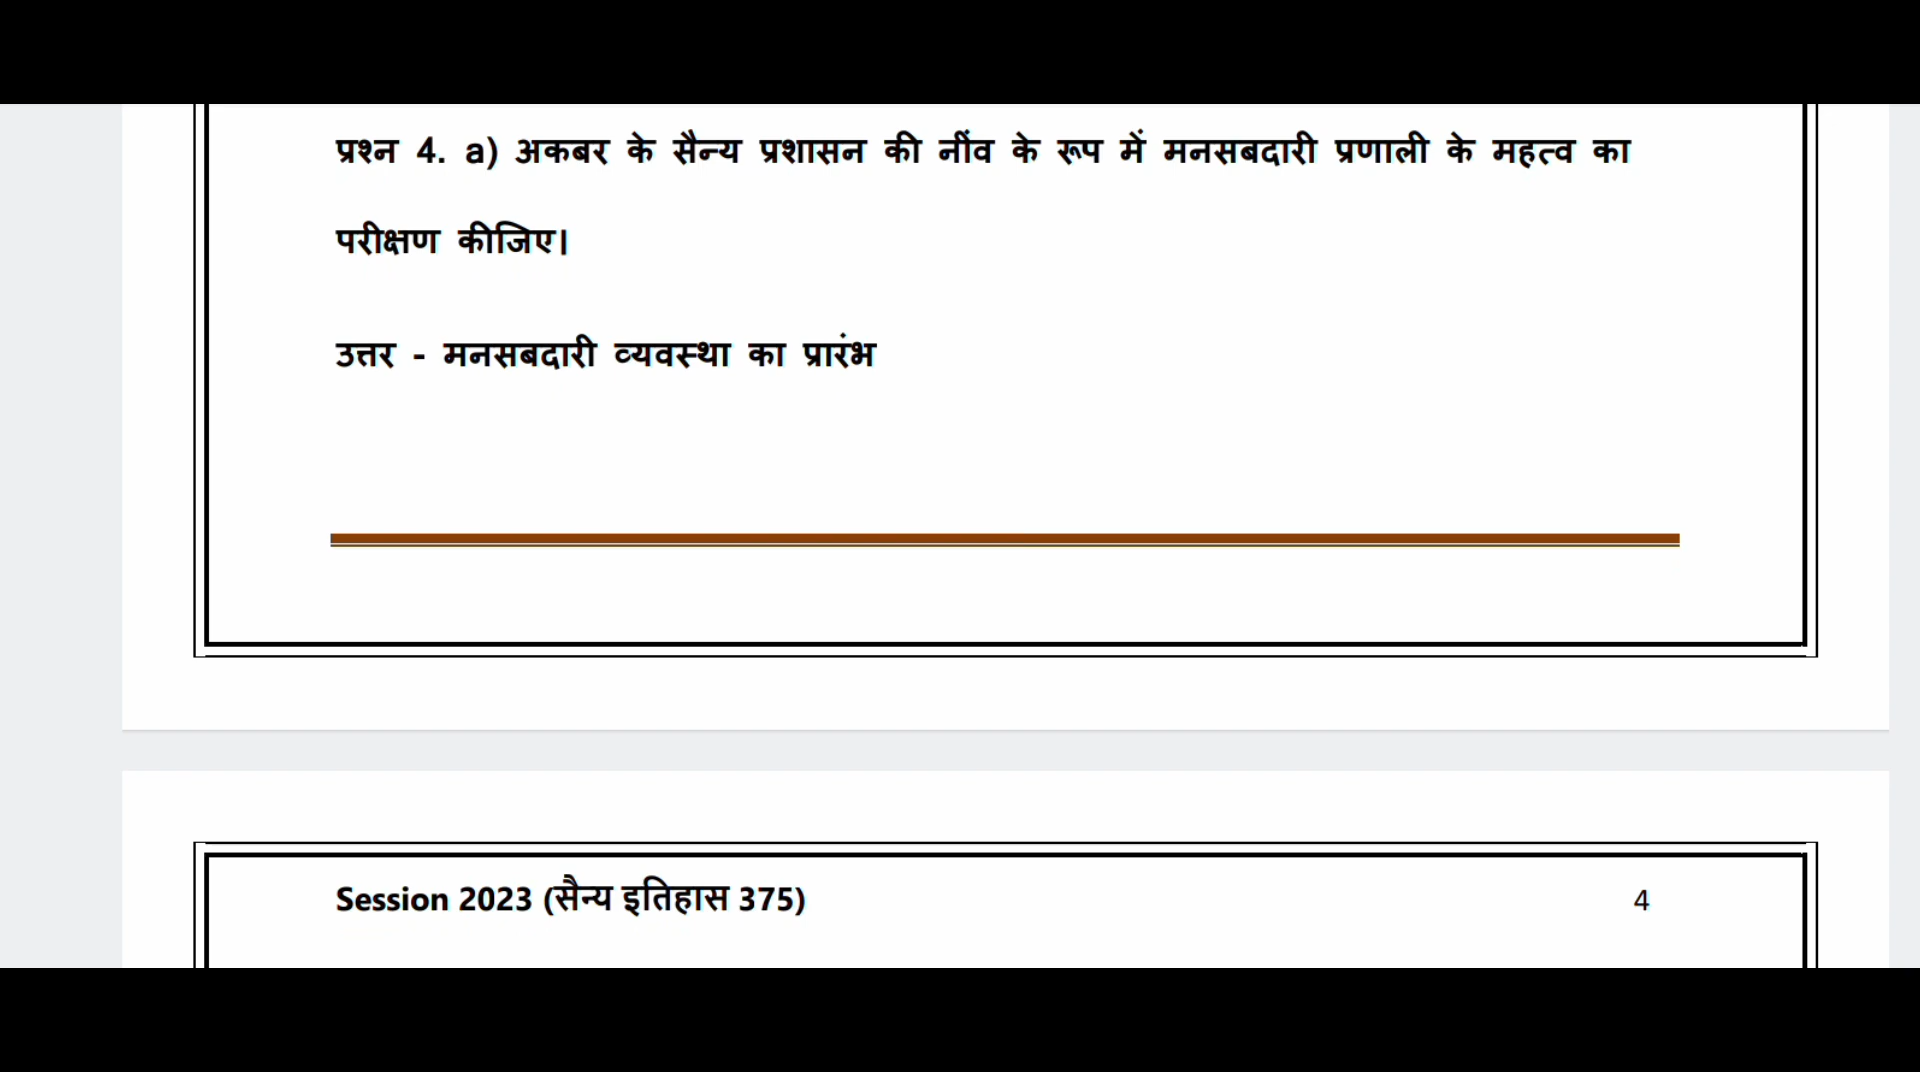 प्रश्न 4. a) अकबर के सैन्य प्रशासन की नींव के रूप में मनसबदारी प्रणाली के महत्व का
परीक्षण कीजिए।
उत्तर - मनसबदारी व्यवस्था का प्रारंभ
Session 2023 (सैन्य इतिहास 375) 4